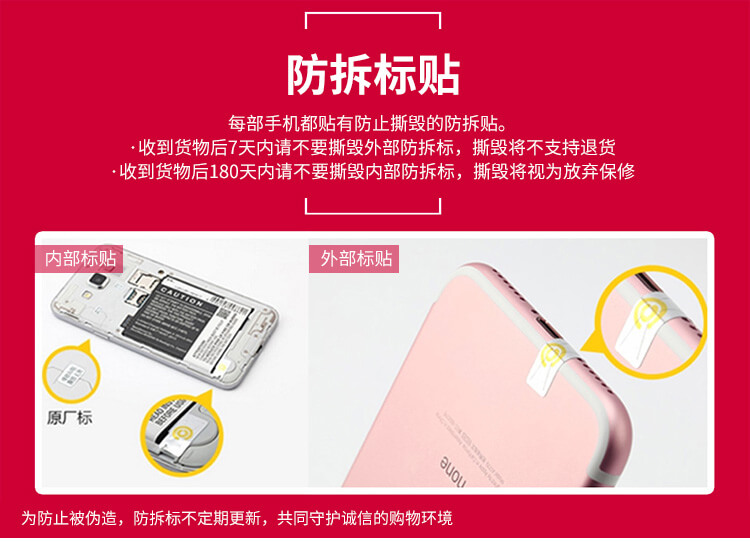 防拆标贴
每部手机都贴有防止撕毁的防拆贴。
·收到货物后7天内请不要撕毁外部防拆标，撕毁将不支持退货
·收到货物后180天内请不要撕毁内部防拆标，撕毁将视为放弃保修
内部标贴
外部标贴
CAUTION
原厂标
HEAD INS
BEFORE USE
hone
为防止被伪造，防拆标不定期更新，共同守护诚信的购物环境